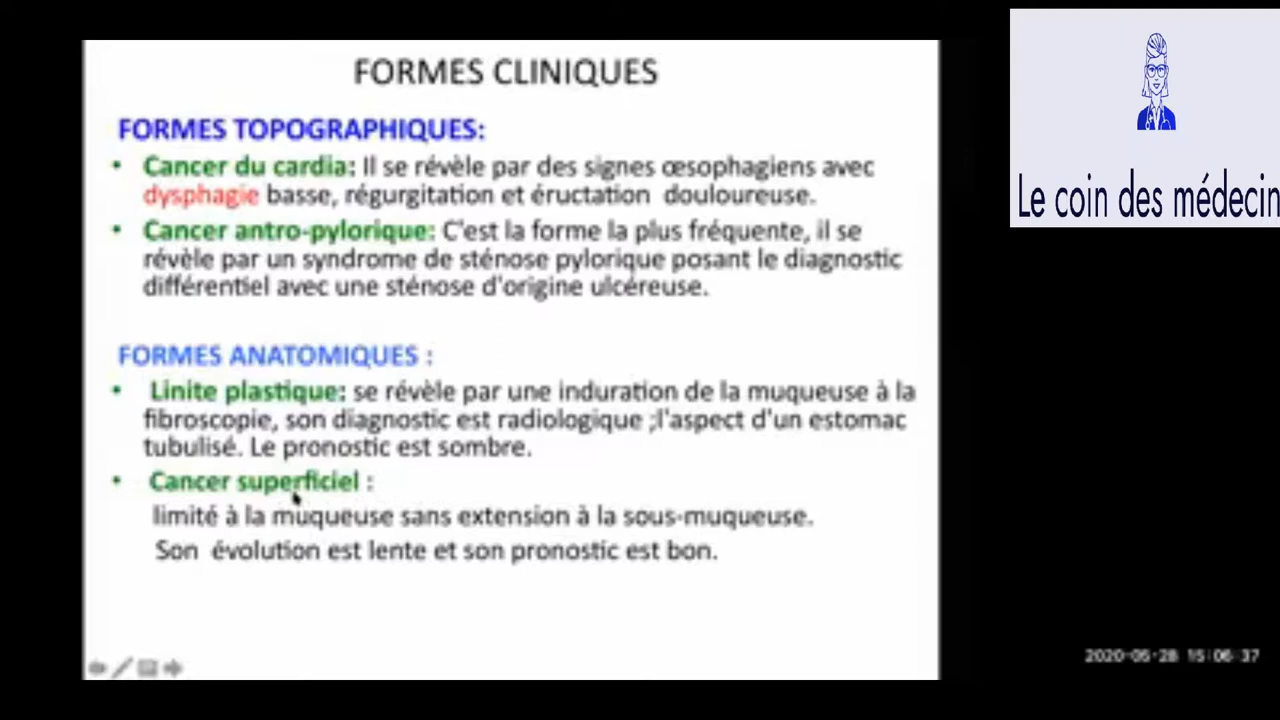 FORMES CLINIQUES
FORMES TOPOGRAPHIQUES:
• Cancer du cardia: Il se révèle par des signes œsophagiens avec
dysphagie basse, régurgitation et éructation douloureuse.
• Cancer antro-pylorique: C'est la forme la plus fréquente, il se
révèle par un syndrome de sténose pylorique posant le diagnostic
différentiel avec une sténose d'origine ulcéreuse.
FORMES ANATOMIQUES :
• Linite plastique: se révèle par une induration de la muqueuse à la
fibroscopie, son diagnostic est radiologique ;l'aspect d'un estomac
tubulisé. Le pronostic est sombre.
• Cancer superficiel :
limité à la muqueuse sans extension à la sous-muqueuse.
Son évolution est lente et son pronostic est bon.
Le coin des médecin
2020-05-28 15:06:37